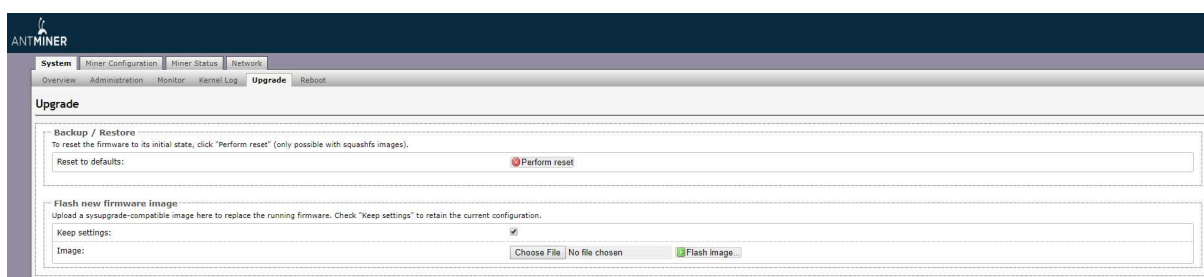 ANTMINER
System Miner Configuration Miner Status Network
Overview Administration Monitor Kernel Log Upgrade Reboot
Upgrade
Backup / Restore
To reset the firmware to its initial state, click "Perform reset" (only possible with squashfs images).
Reset to defaults: Perform reset
Flash new firmware image
Upload a sysupgrade-compatible image here to replace the running firmware. Check "Keep settings" to retain the current configuration.
Keep settings:
Image: Choose File No file chosen Flash image...